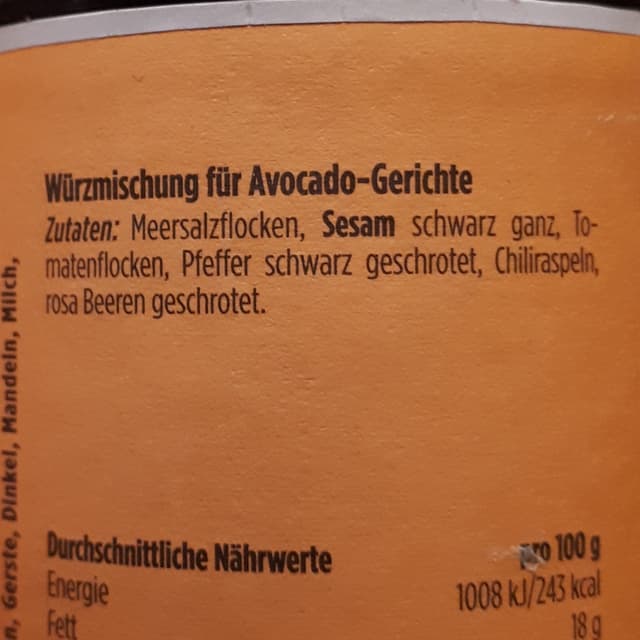 Würzmischung für Avocado-Gerichte
Zutaten: Meersalzflocken, Sesam schwarz ganz, To-
matenflocken, Pfeffer schwarz geschrotet, Chiliraspeln,
rosa Beeren geschrotet.
Gerste, Dinkel, Mandeln, Milch,
Durchschnittliche Nährwerte pro 100 g
Energie 1008 kJ/243 kcal
Fett 18 g